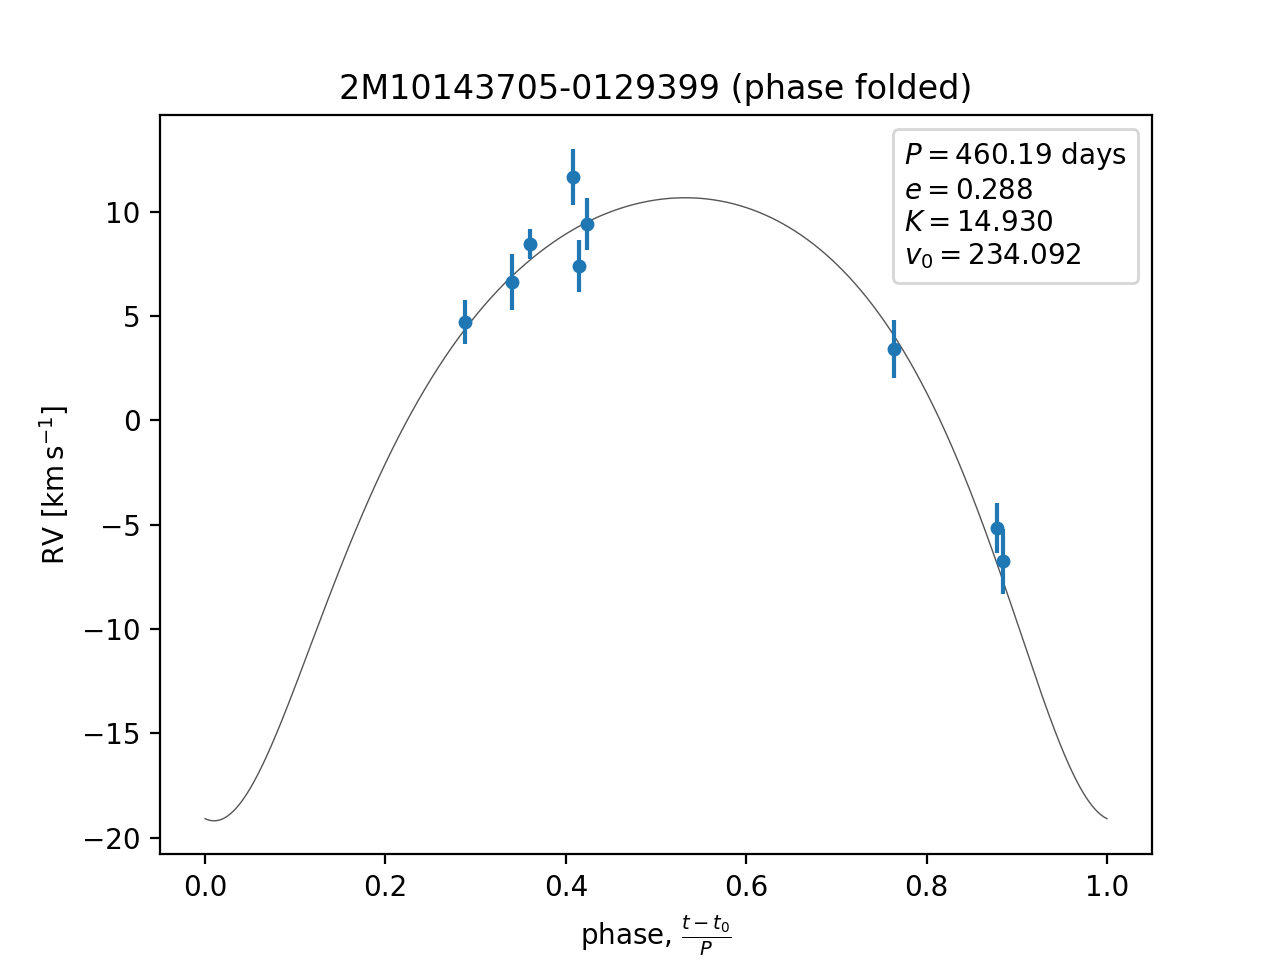 2M10143705-0129399 (phase folded)
P = 460.19 days
e = 0.288
K = 14.930
v₀ = 234.092
RV [km s⁻¹]
10
5
0
−5
−10
−15
−20
0.0 0.2 0.4 0.6 0.8 1.0
phase, (t − t₀)/P